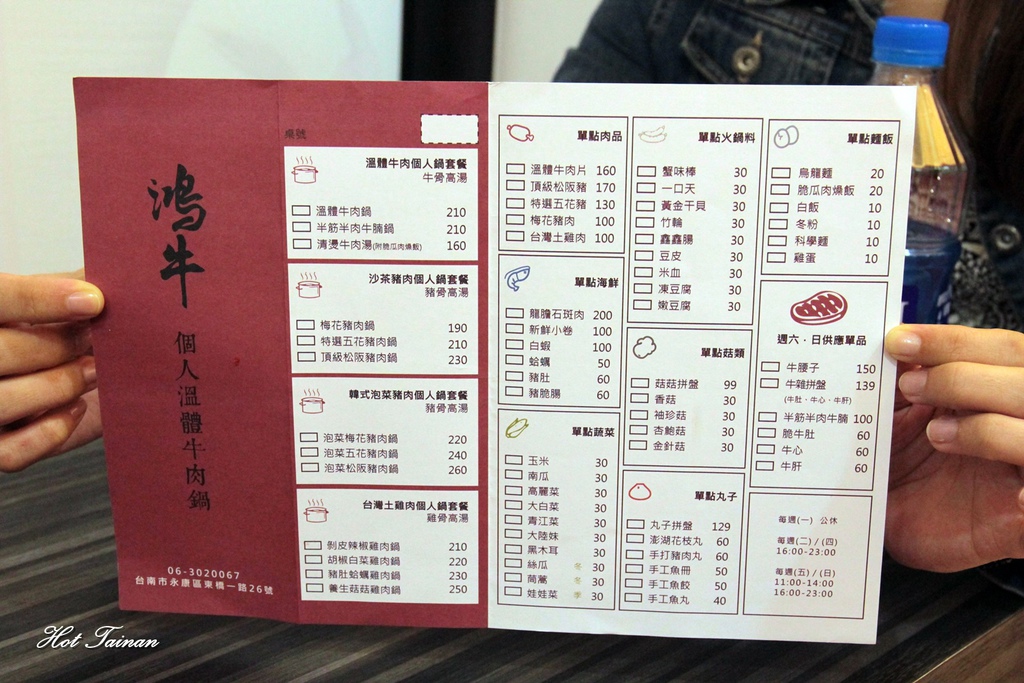 鴻牛
個人溫體牛肉鍋
06-3020067
台南市永康區東橋一路26號
桌號
溫體牛肉個人鍋套餐
牛骨高湯
溫體牛肉鍋 210
半筋半肉牛腩鍋 210
清燙牛肉湯(附脆瓜肉燥飯) 160
沙茶豬肉個人鍋套餐
豬骨高湯
梅花豬肉鍋 190
特選五花豬肉鍋 210
頂級松阪豬肉鍋 230
韓式泡菜豬肉個人鍋套餐
豬骨高湯
泡菜梅花豬肉鍋 220
泡菜五花豬肉鍋 240
泡菜松阪豬肉鍋 260
台灣土雞肉個人鍋套餐
雞骨高湯
剝皮辣椒雞肉鍋 210
胡椒白菜雞肉鍋 220
豬肚蛤蠣雞肉鍋 230
養生菇菇雞肉鍋 250
單點肉品
溫體牛肉片 160
頂級松阪豬 170
特選五花豬 130
梅花豬肉 100
台灣土雞肉 100
單點海鮮
龍膽石斑肉 200
新鮮小卷 100
白蝦 100
蛤蠣 50
豬肚 60
豬脆腸 60
單點蔬菜
玉米 30
南瓜 30
高麗菜 30
大白菜 30
青江菜 30
大陸妹 30
黑木耳 30
絲瓜 冬 30
茼蒿 冬 30
娃娃菜 季 30
單點火鍋料
蟹味棒 30
一口天 30
黃金干貝 30
竹輪 30
鑫鑫腸 30
豆皮 30
米血 30
凍豆腐 30
嫩豆腐 30
單點菇類
菇菇拼盤 99
香菇 30
袖珍菇 30
杏鮑菇 30
金針菇 30
單點丸子
丸子拼盤 129
澎湖花枝丸 60
手打豬肉丸 60
手工魚冊 50
手工魚餃 50
手工魚丸 40
單點麵飯
烏龍麵 20
脆瓜肉燥飯 20
白飯 10
冬粉 10
科學麵 10
雞蛋 10
週六・日供應單品
牛腰子 150
牛雜拼盤 139
(牛肚、牛心、牛肝)
半筋半肉牛腩 100
脆牛肚 60
牛心 60
牛肝 60
每週(一) 公休
每週(二)/(四)
16:00-23:00
每週(五)/(日)
11:00-14:00
16:00-23:00
Hot Tainan